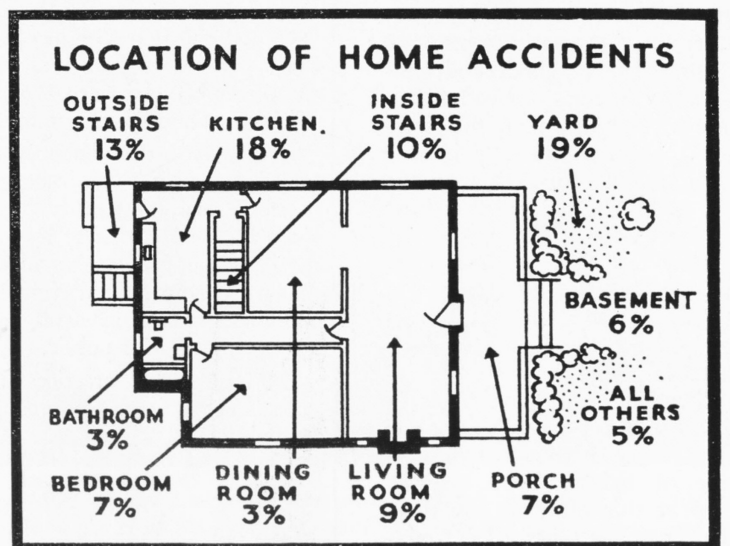 LOCATION OF HOME ACCIDENTS
OUTSIDE
STAIRS
13%
KITCHEN.
18%
INSIDE
STAIRS
10%
YARD
19%
BASEMENT
6%
ALL
OTHERS
5%
BATHROOM
3%
BEDROOM
7%
DINING
ROOM
3%
LIVING
ROOM
9%
PORCH
7%